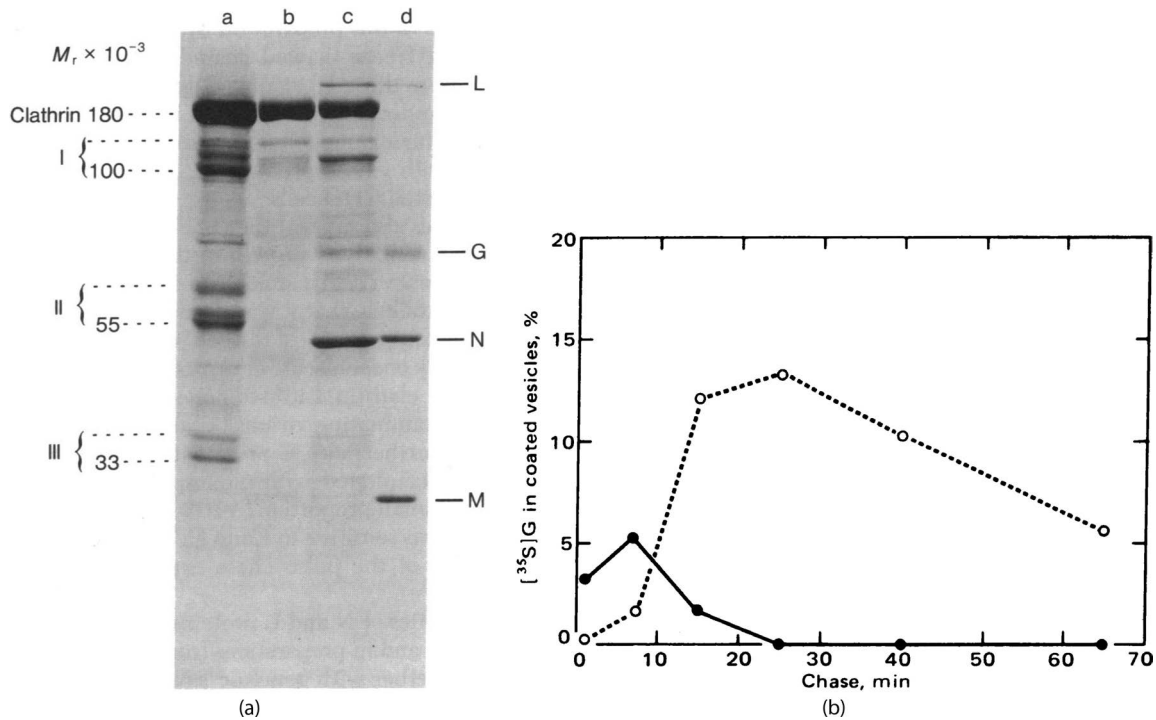 a b c d
Mr × 10⁻³
L
Clathrin 180
I
100
G
II
55
N
III
33
M
(a)
20
15
10
5
0
[³⁵S]G in coated vesicles, %
0 10 20 30 40 50 60 70
Chase, min
(b)